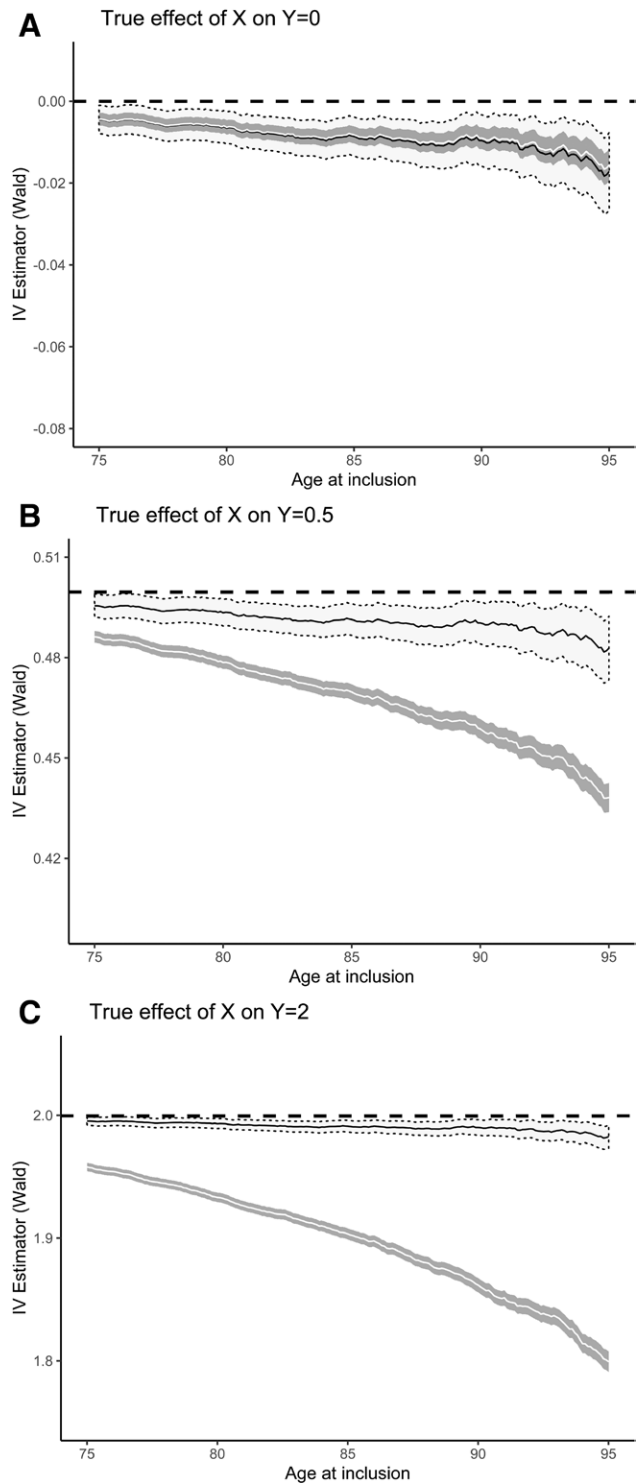 A
True effect of X on Y=0
0.00
-0.02
-0.04
-0.06
-0.08
IV Estimator (Wald)
75 80 85 90 95
Age at inclusion
B
True effect of X on Y=0.5
0.51
0.48
0.45
0.42
IV Estimator (Wald)
75 80 85 90 95
Age at inclusion
C
True effect of X on Y=2
2.0
1.9
1.8
IV Estimator (Wald)
75 80 85 90 95
Age at inclusion